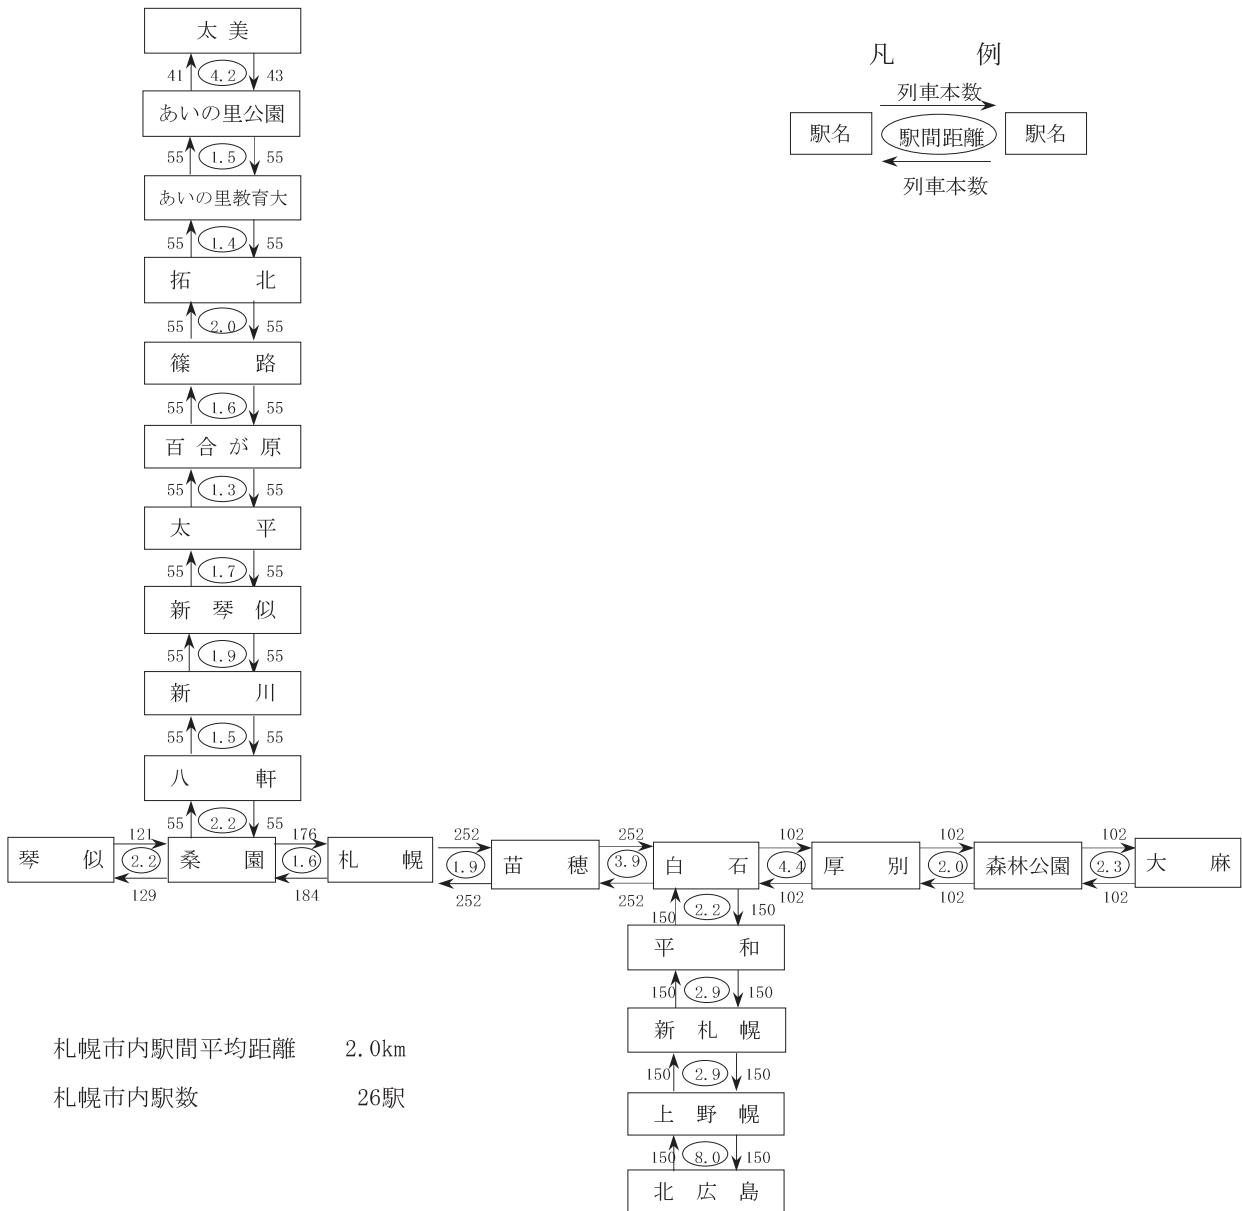 太美
41 4.2 43
あいの里公園
55 1.5 55
あいの里教育大
55 1.4 55
拓北
55 2.0 55
篠路
55 1.6 55
百合が原
55 1.3 55
太平
55 1.7 55
新琴似
55 1.9 55
新川
55 1.5 55
八軒
55 2.2 55
凡例
列車本数
駅名 駅間距離 駅名
列車本数
121 176 252 252 102 102 102
琴似 2.2 桑園 1.6 札幌 1.9 苗穂 3.9 白石 4.4 厚別 2.0 森林公園 2.3 大麻
129 184 252 252 102 102 102
150 2.2 150
平和
150 2.9 150
新札幌
150 2.9 150
上野幌
150 8.0 150
北広島
札幌市内駅間平均距離 2.0km
札幌市内駅数 26駅